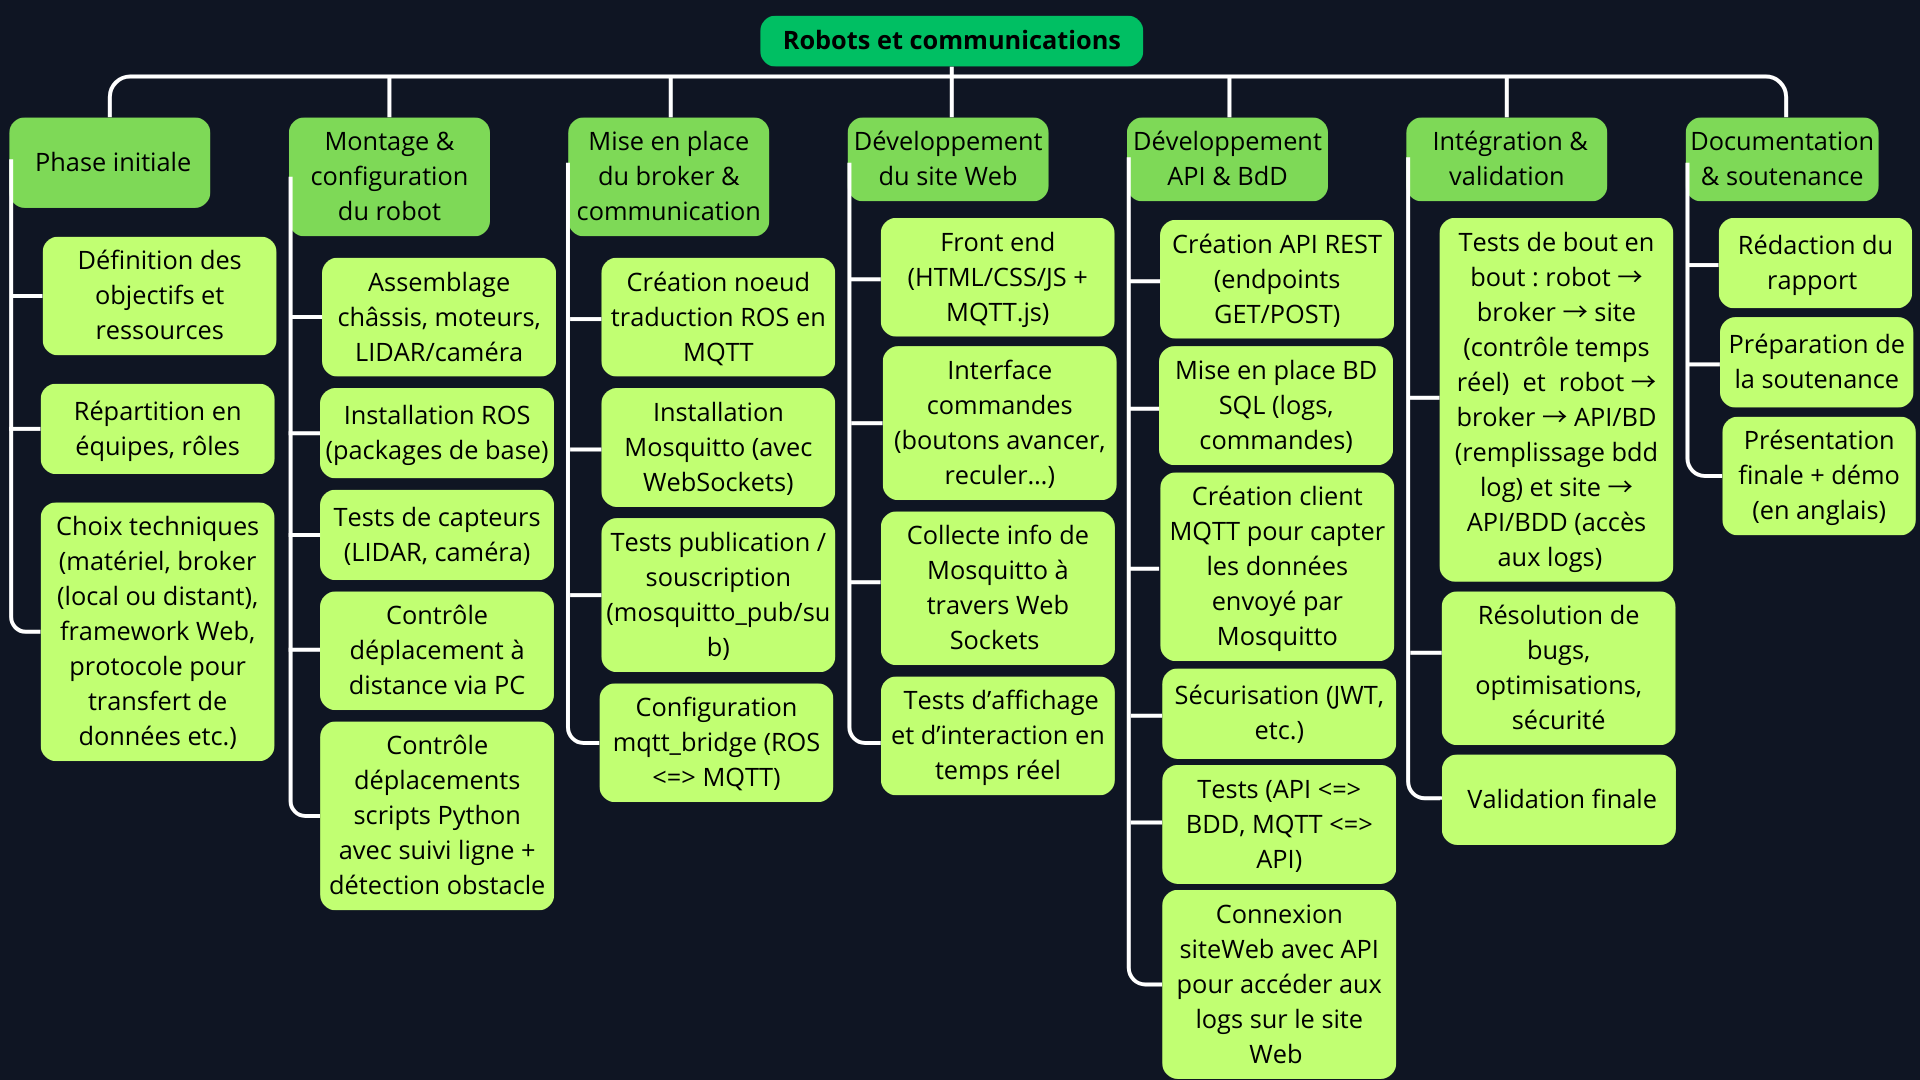 Robots et communications
Phase initiale
Définition des
objectifs et
ressources
Répartition en
équipes, rôles
Choix techniques
(matériel, broker
(local ou distant),
framework Web,
protocole pour
transfert de
données etc.)
Montage &
configuration
du robot
Assemblage
châssis, moteurs,
LIDAR/caméra
Installation ROS
(packages de base)
Tests de capteurs
(LIDAR, caméra)
Contrôle
déplacement à
distance via PC
Contrôle
déplacements
scripts Python
avec suivi ligne +
détection obstacle
Mise en place
du broker &
communication
Création noeud
traduction ROS en
MQTT
Installation
Mosquitto (avec
WebSockets)
Tests publication /
souscription
(mosquitto_pub/su
b)
Configuration
mqtt_bridge (ROS
<=> MQTT)
Développement
du site Web
Front end
(HTML/CSS/JS +
MQTT.js)
Interface
commandes
(boutons avancer,
reculer...)
Collecte info de
Mosquitto à
travers Web
Sockets
Tests d’affichage
et d’interaction en
temps réel
Développement
API & BdD
Création API REST
(endpoints
GET/POST)
Mise en place BD
SQL (logs,
commandes)
Création client
MQTT pour capter
les données
envoyé par
Mosquitto
Sécurisation (JWT,
etc.)
Tests (API <=>
BDD, MQTT <=>
API)
Connexion
siteWeb avec API
pour accéder aux
logs sur le site
Web
Intégration &
validation
Tests de bout en
bout : robot →
broker → site
(contrôle temps
réel)  et  robot →
broker → API/BD
(remplissage bdd
log) et site →
API/BDD (accès
aux logs)
Résolution de
bugs,
optimisations,
sécurité
Validation finale
Documentation
& soutenance
Rédaction du
rapport
Préparation de
la soutenance
Présentation
finale + démo
(en anglais)